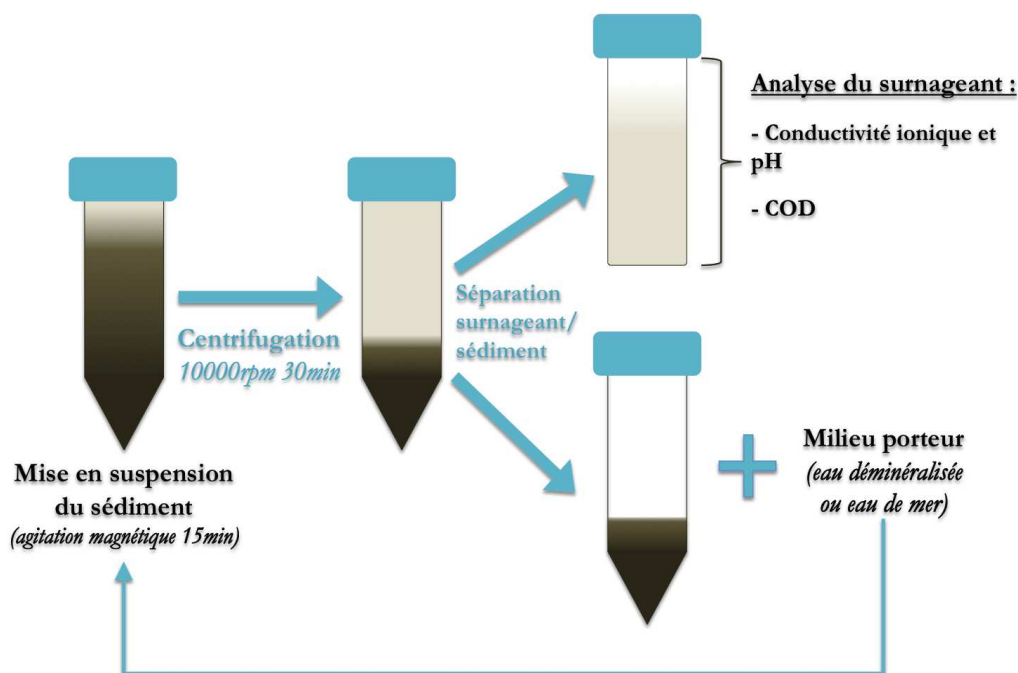 Mise en suspension
du sédiment
(agitation magnétique 15min)
Centrifugation
10000rpm 30min
Séparation
surnageant/
sédiment
Analyse du surnageant :
- Conductivité ionique et
pH
- COD
Milieu porteur
(eau déminéralisée
ou eau de mer)